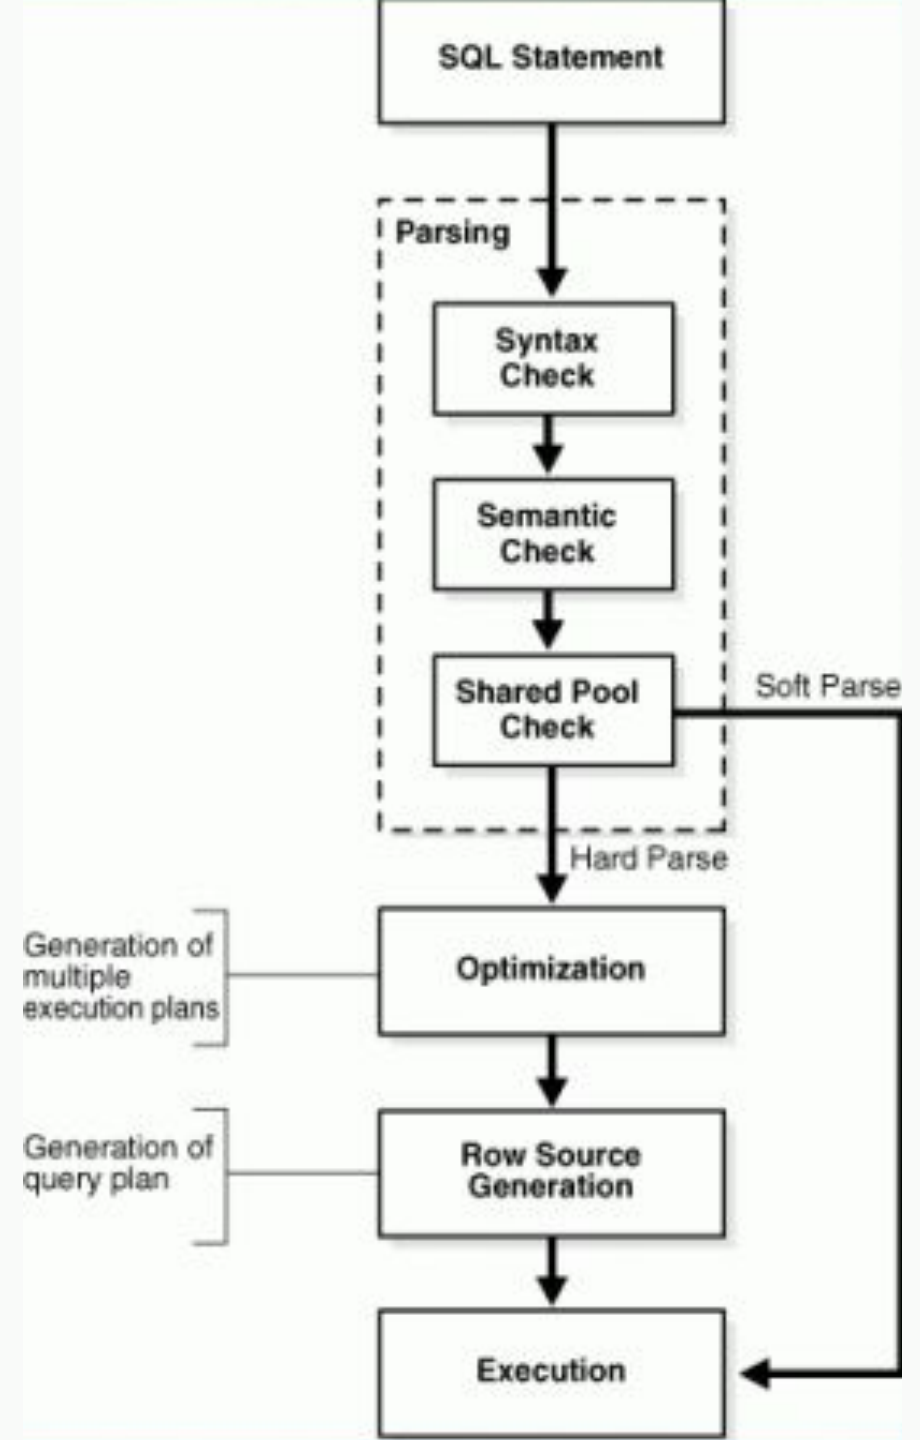 SQL Statement
Parsing
Syntax
Check
Semantic
Check
Shared Pool
Check
Soft Parse
Hard Parse
Generation of
multiple
execution plans
Optimization
Generation of
query plan
Row Source
Generation
Execution